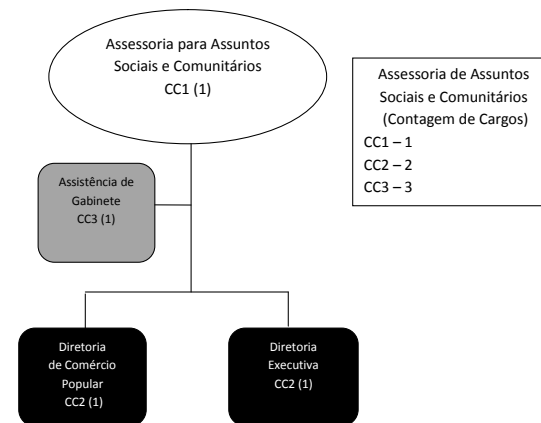 Assessoria para Assuntos
Sociais e Comunitários
CC1 (1)
Assessoria de Assuntos
Sociais e Comunitários
(Contagem de Cargos)
CC1 – 1
CC2 – 2
CC3 – 3
Assistência de
Gabinete
CC3 (1)
Diretoria
de Comércio
Popular
CC2 (1)
Diretoria
Executiva
CC2 (1)